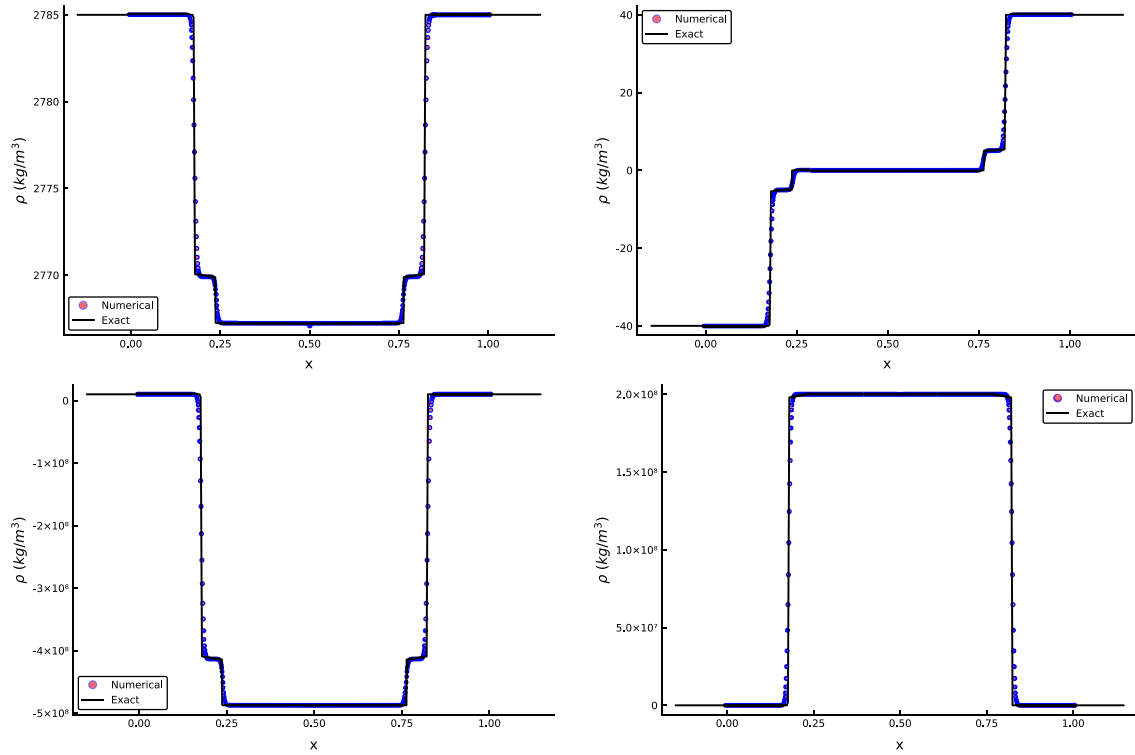 2785
2780
2775
2770
ρ (kg/m³)
Numerical
Exact
0.00 0.25 0.50 0.75 1.00
x
40
20
0
-20
-40
ρ (kg/m³)
Numerical
Exact
0.00 0.25 0.50 0.75 1.00
x
0
-1×10⁸
-2×10⁸
-3×10⁸
-4×10⁸
-5×10⁸
ρ (kg/m³)
Numerical
Exact
0.00 0.25 0.50 0.75 1.00
x
2.0×10⁸
1.5×10⁸
1.0×10⁸
5.0×10⁷
0
ρ (kg/m³)
Numerical
Exact
0.00 0.25 0.50 0.75 1.00
x